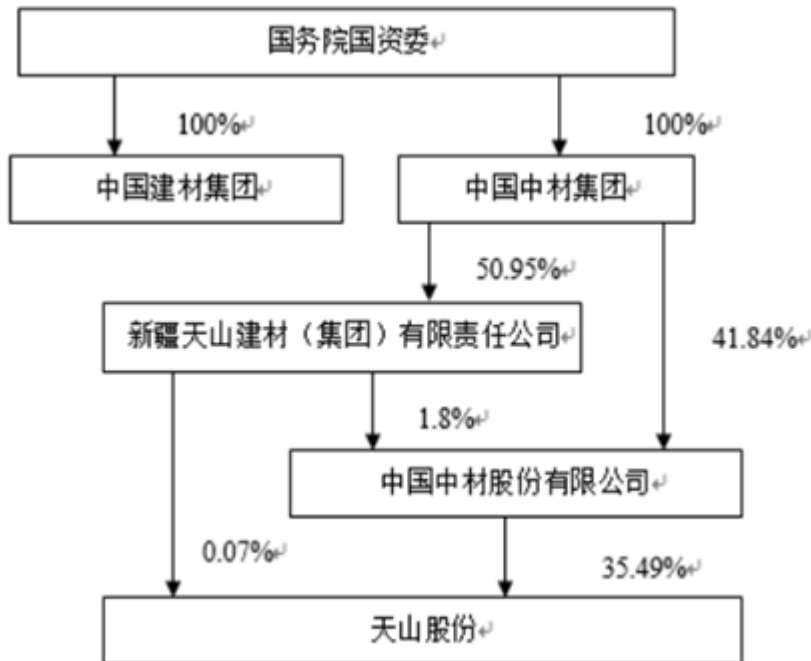 国务院国资委
100%
100%
中国建材集团
中国中材集团
50.95%
新疆天山建材（集团）有限责任公司
41.84%
1.8%
中国中材股份有限公司
0.07%
35.49%
天山股份